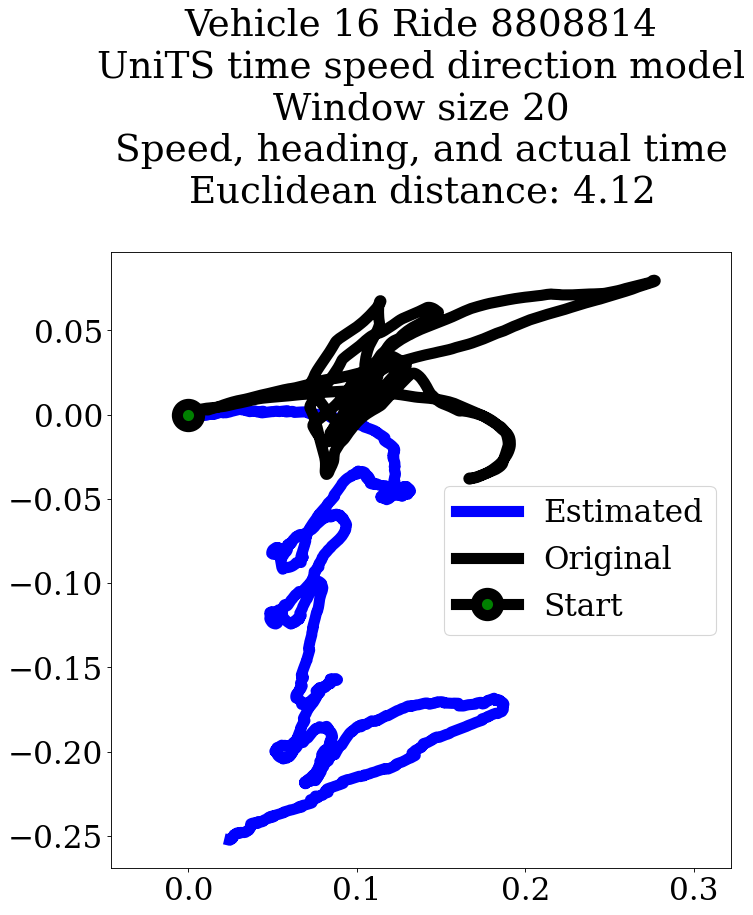 Vehicle 16 Ride 8808814
UniTS time speed direction model
Window size 20
Speed, heading, and actual time
Euclidean distance: 4.12
0.05
0.00
−0.05
−0.10
−0.15
−0.20
−0.25
Estimated
Original
Start
0.0 0.1 0.2 0.3